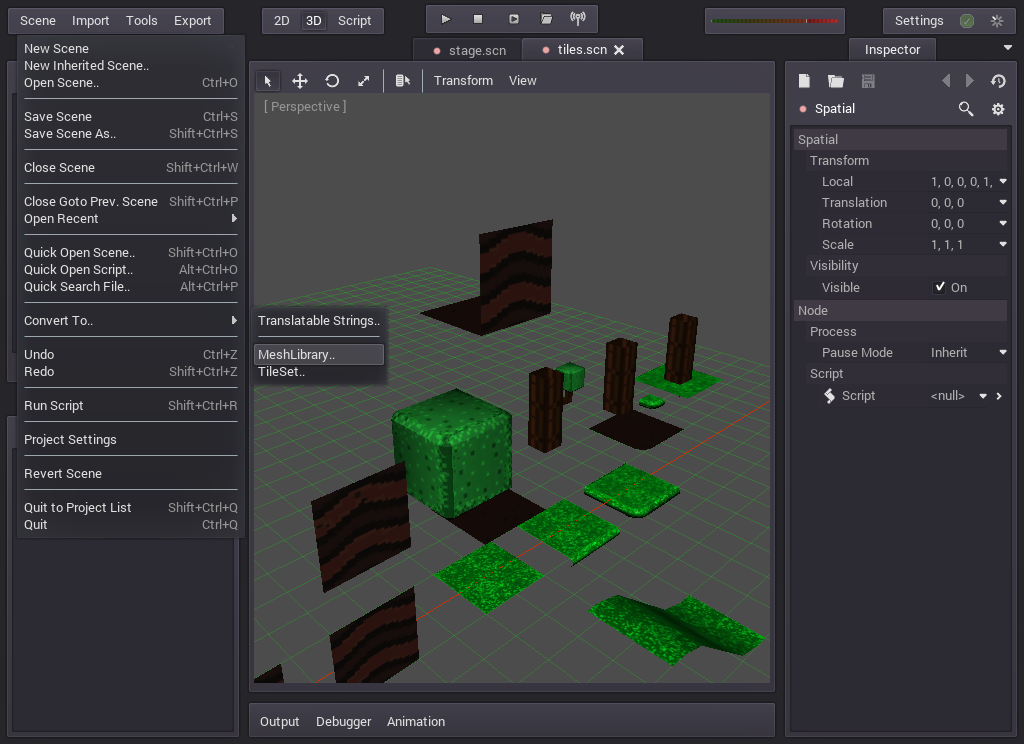 Scene Import Tools Export 2D 3D Script Settings
stage.scn tiles.scn Inspector
New Scene
New Inherited Scene..
Open Scene.. Ctrl+O
Save Scene Ctrl+S
Save Scene As.. Shift+Ctrl+S
Close Scene Shift+Ctrl+W
Close Goto Prev. Scene Shift+Ctrl+P
Open Recent
Quick Open Scene.. Shift+Ctrl+O
Quick Open Script.. Alt+Ctrl+O
Quick Search File.. Alt+Ctrl+P
Convert To..
Undo Ctrl+Z
Redo Shift+Ctrl+Z
Run Script Shift+Ctrl+R
Project Settings
Revert Scene
Quit to Project List Shift+Ctrl+Q
Quit Ctrl+Q
Translatable Strings..
MeshLibrary..
TileSet..
Transform View
[ Perspective ]
Output Debugger Animation
Spatial
Spatial
Transform
Local 1, 0, 0, 0, 1,
Translation 0, 0, 0
Rotation 0, 0, 0
Scale 1, 1, 1
Visibility
Visible On
Node
Process
Pause Mode Inherit
Script
Script <null>